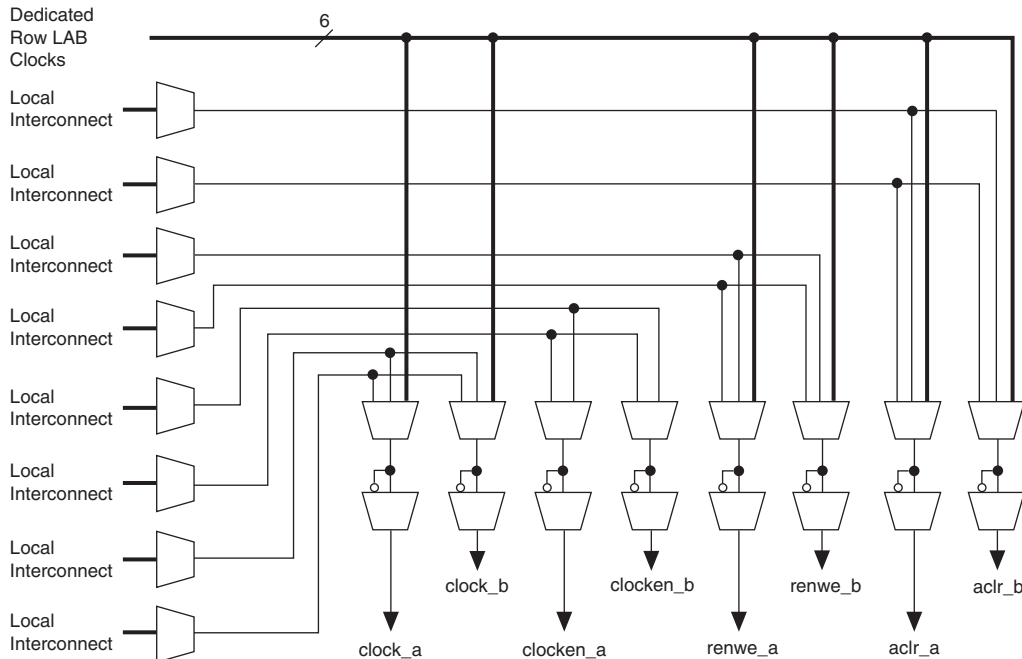 Dedicated
Row LAB
Clocks
6
Local
Interconnect
Local
Interconnect
Local
Interconnect
Local
Interconnect
Local
Interconnect
Local
Interconnect
Local
Interconnect
Local
Interconnect
clock_b
clocken_b
renwe_b
aclr_b
clock_a
clocken_a
renwe_a
aclr_a